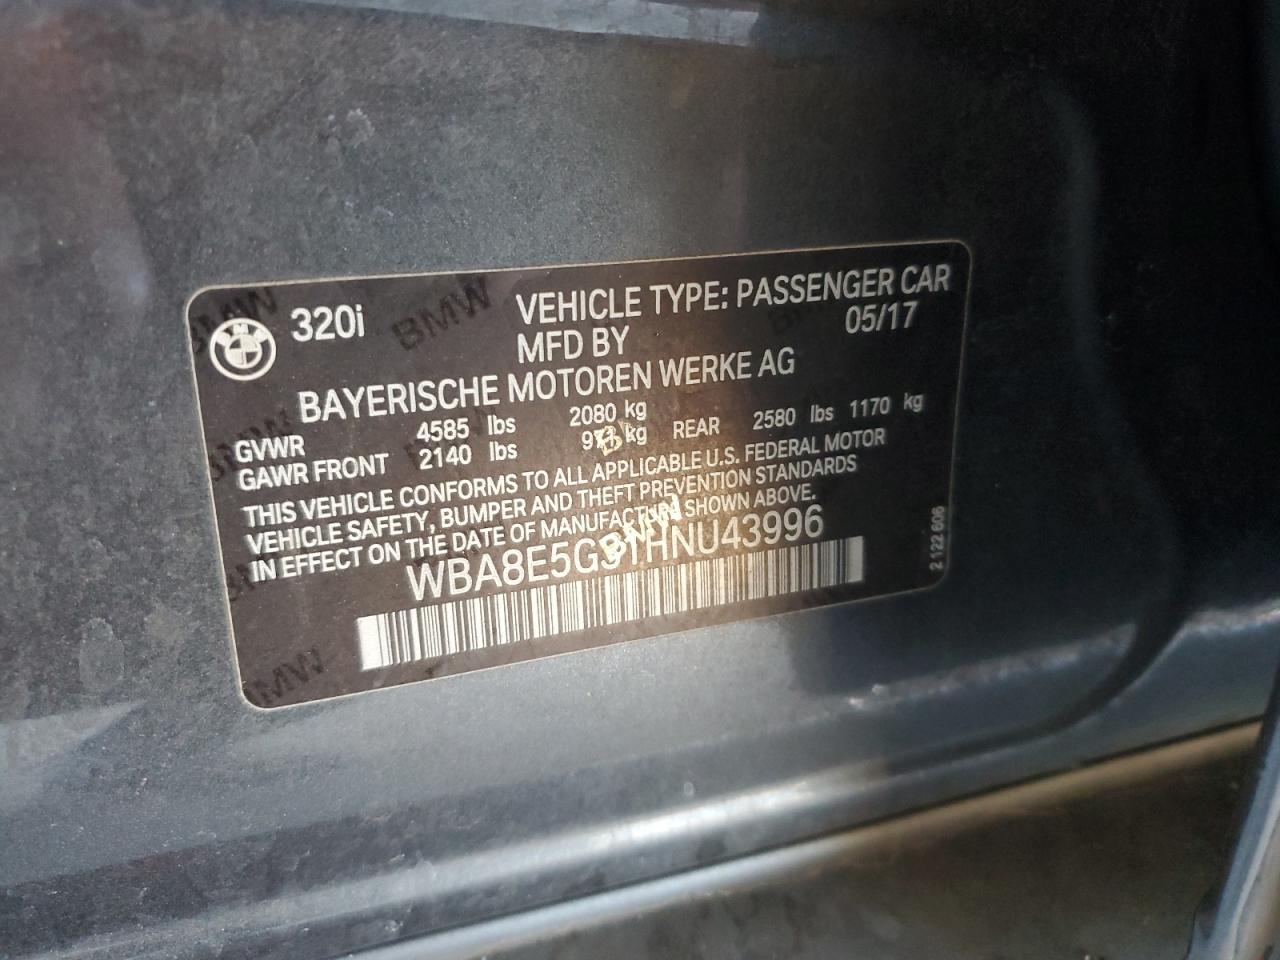 320i
VEHICLE TYPE: PASSENGER CAR
MFD BY 05/17
BAYERISCHE MOTOREN WERKE AG
GVWR 4585 lbs 2080 kg
GAWR FRONT 2140 lbs 971 kg REAR 2580 lbs 1170 kg
THIS VEHICLE CONFORMS TO ALL APPLICABLE U.S. FEDERAL MOTOR
VEHICLE SAFETY, BUMPER AND THEFT PREVENTION STANDARDS
IN EFFECT ON THE DATE OF MANUFACTURE SHOWN ABOVE.
WBA8E5G31HNU43996
2 122 606